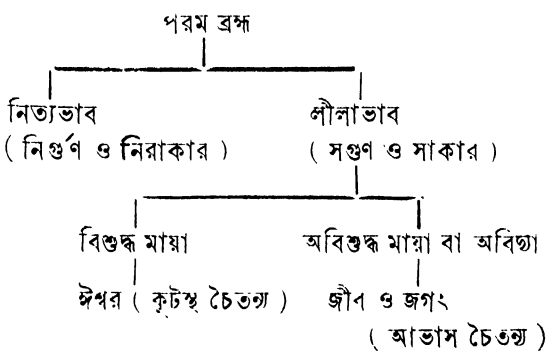 পরম ব্রহ্ম
নিত্যভাব লীলাভাব
( নির্গুণ ও নিরাকার ) ( সগুণ ও সাকার )
বিশুদ্ধ মায়া অবিশুদ্ধ মায়া বা অবিদ্যা
ঈশ্বর ( কূটস্থ চৈতন্য ) জীব ও জগৎ
( আভাস চৈতন্য )